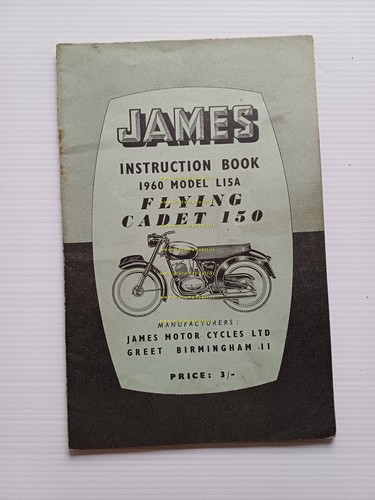 JAMES
INSTRUCTION BOOK
1960 MODEL L15A
FLYING
CADET 150
MANUFACTURERS:
JAMES MOTOR CYCLES LTD
GREET BIRMINGHAM 11
PRICE: 3/-